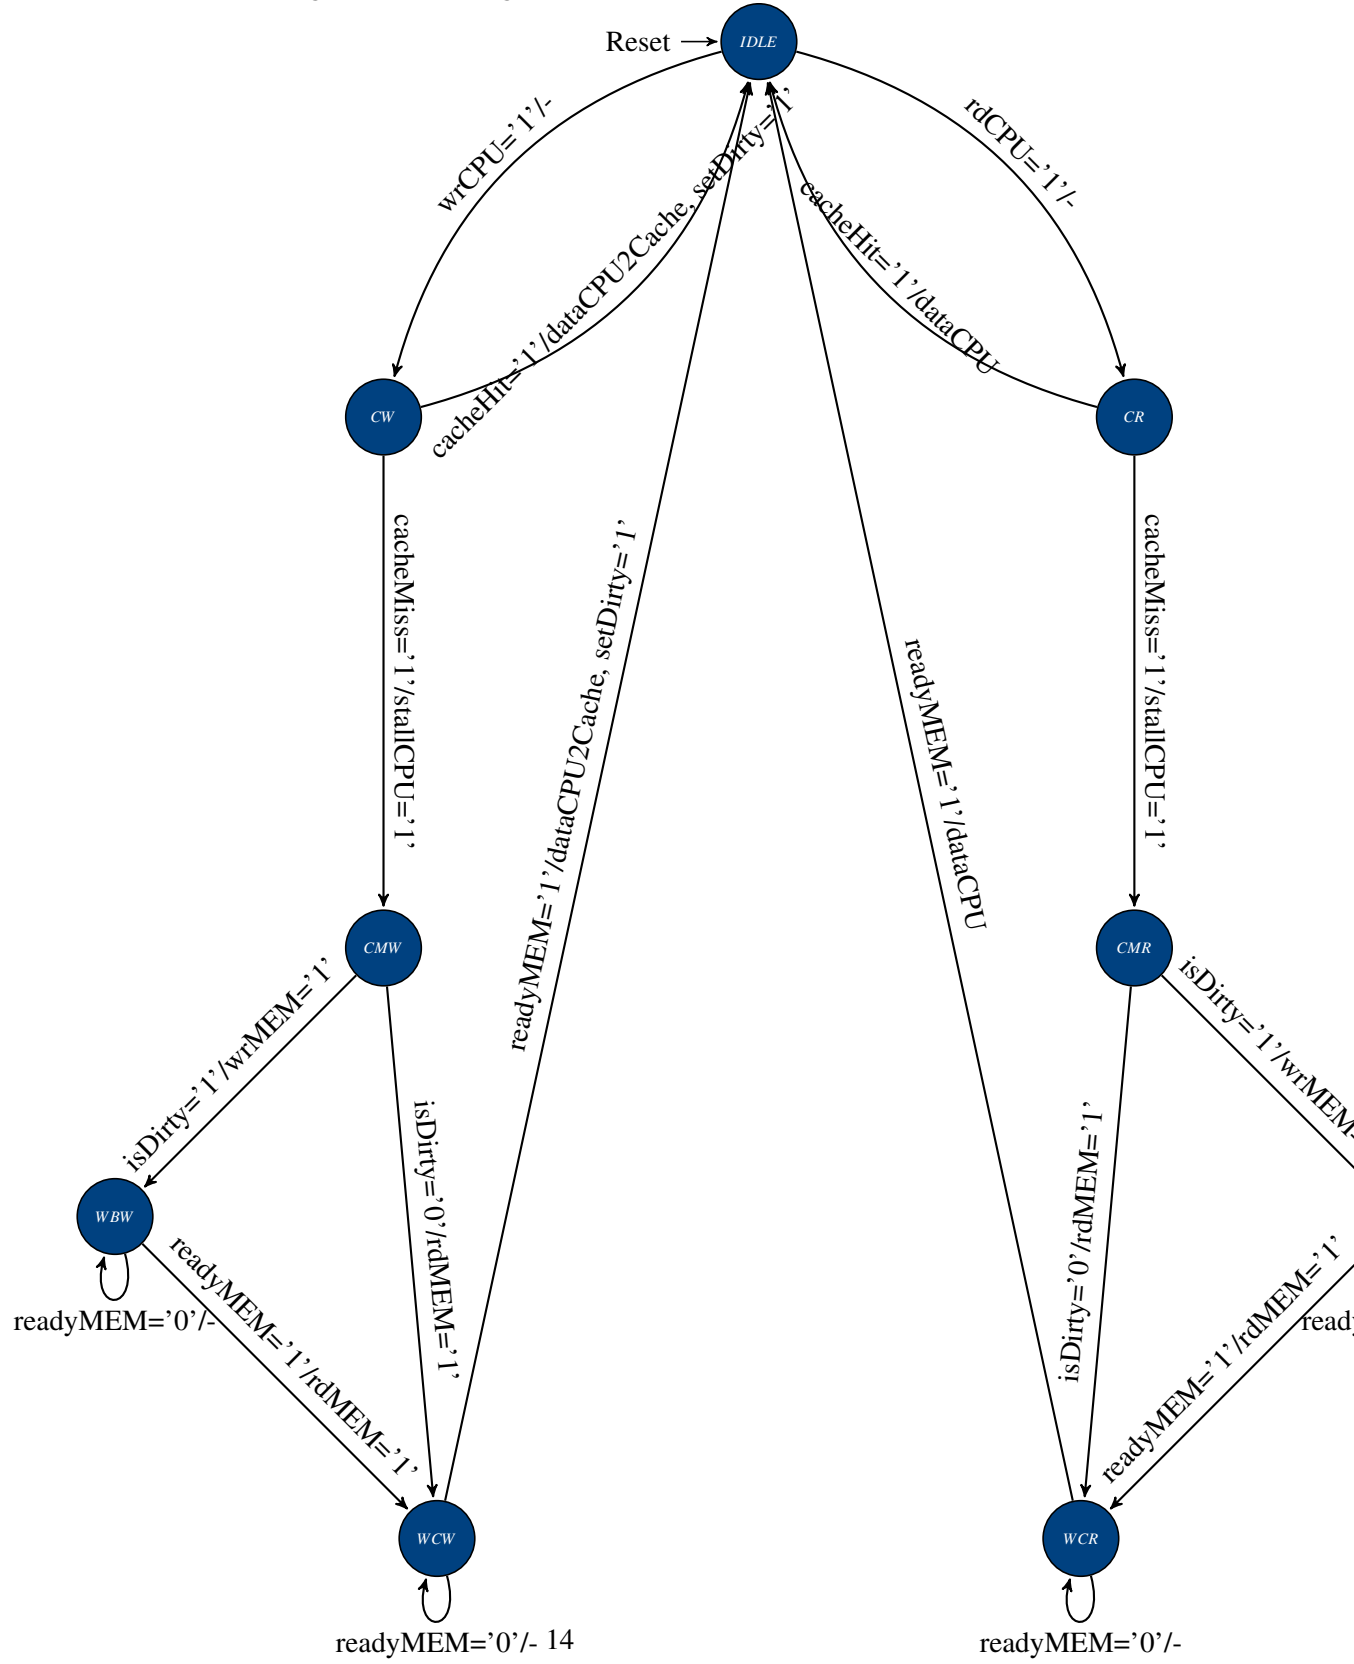 Reset
IDLE
wrCPU='1'/-
rdCPU='1'/-
cacheHit='1'/dataCPU2Cache, setDirty='1'
cacheHit='1'/dataCPU
CW
CR
cacheMiss='1'/stallCPU='1'
cacheMiss='1'/stallCPU='1'
readyMEM='1'/dataCPU2Cache, setDirty='1'
readyMEM='1'/dataCPU
CMW
CMR
isDirty='1'/wrMEM='1'
isDirty='0'/rdMEM='1'
isDirty='0'/rdMEM='1'
isDirty='1'/wrMEM=
WBW
readyMEM='0'/-
readyMEM='1'/rdMEM='1'
readyMEM='1'/rdMEM='1'
ready
WCW
WCR
readyMEM='0'/- 14
readyMEM='0'/-